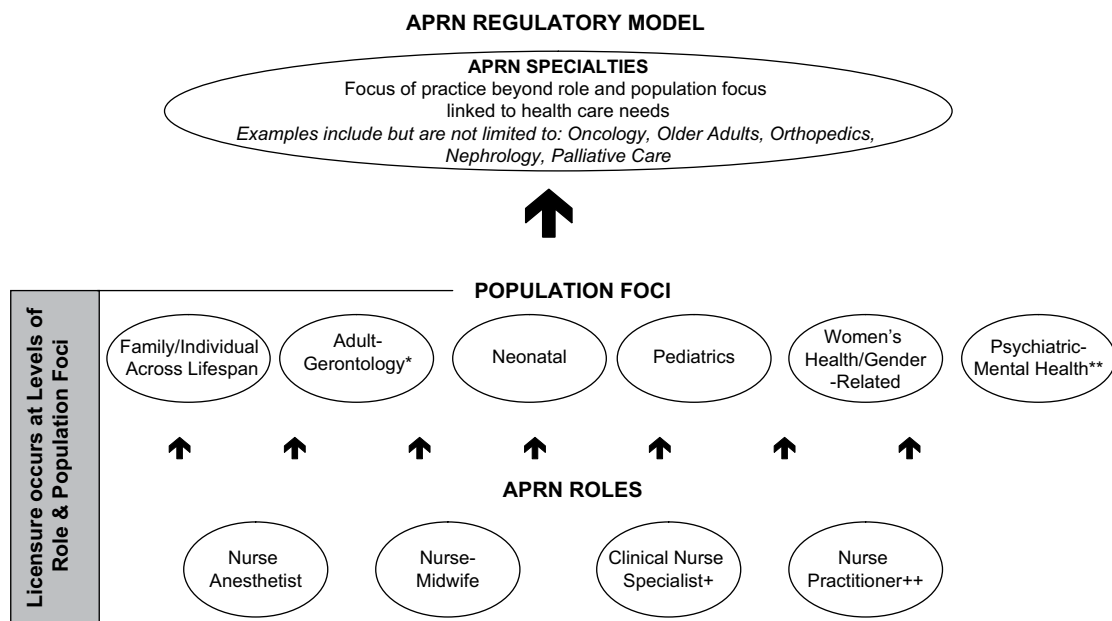 APRN REGULATORY MODEL
APRN SPECIALTIES
Focus of practice beyond role and population focus
linked to health care needs
Examples include but are not limited to: Oncology, Older Adults, Orthopedics,
Nephrology, Palliative Care
Licensure occurs at Levels of
Role & Population Foci
POPULATION FOCI
Family/Individual
Across Lifespan
Adult-
Gerontology*
Neonatal
Pediatrics
Women's
Health/Gender
-Related
Psychiatric-
Mental Health**
APRN ROLES
Nurse
Anesthetist
Nurse-
Midwife
Clinical Nurse
Specialist+
Nurse
Practitioner++